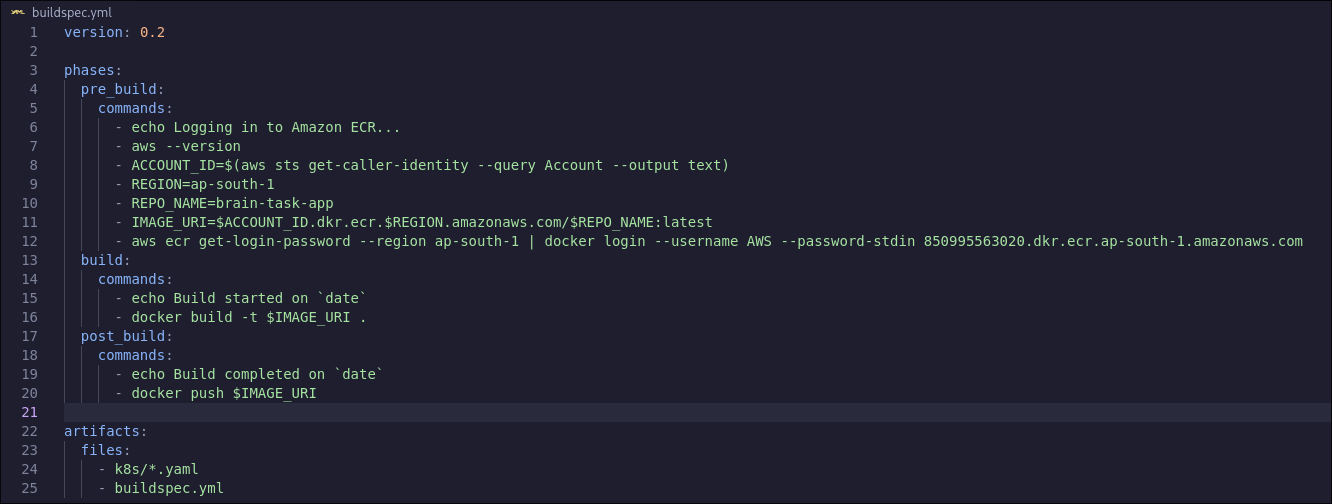 buildspec.yml
1 version: 0.2
2
3 phases:
4   pre_build:
5     commands:
6       - echo Logging in to Amazon ECR...
7       - aws --version
8       - ACCOUNT_ID=$(aws sts get-caller-identity --query Account --output text)
9       - REGION=ap-south-1
10       - REPO_NAME=brain-task-app
11       - IMAGE_URI=$ACCOUNT_ID.dkr.ecr.$REGION.amazonaws.com/$REPO_NAME:latest
12       - aws ecr get-login-password --region ap-south-1 | docker login --username AWS --password-stdin 850995563020.dkr.ecr.ap-south-1.amazonaws.com
13   build:
14     commands:
15       - echo Build started on `date`
16       - docker build -t $IMAGE_URI .
17   post_build:
18     commands:
19       - echo Build completed on `date`
20       - docker push $IMAGE_URI
21
22 artifacts:
23   files:
24     - k8s/*.yaml
25     - buildspec.yml